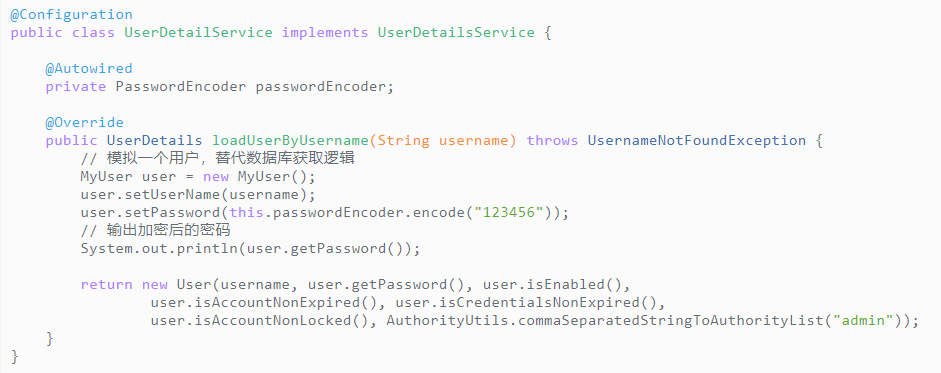 @Configuration
public class UserDetailService implements UserDetailsService {
@Autowired
private PasswordEncoder passwordEncoder;
@Override
public UserDetails loadUserByUsername(String username) throws UsernameNotFoundException {
// 模拟一个用户，替代数据库获取逻辑
MyUser user = new MyUser();
user.setUserName(username);
user.setPassword(this.passwordEncoder.encode("123456"));
// 输出加密后的密码
System.out.println(user.getPassword());
return new User(username, user.getPassword(), user.isEnabled(),
user.isAccountNonExpired(), user.isCredentialsNonExpired(),
user.isAccountNonLocked(), AuthorityUtils.commaSeparatedStringToAuthorityList("admin"));
}
}